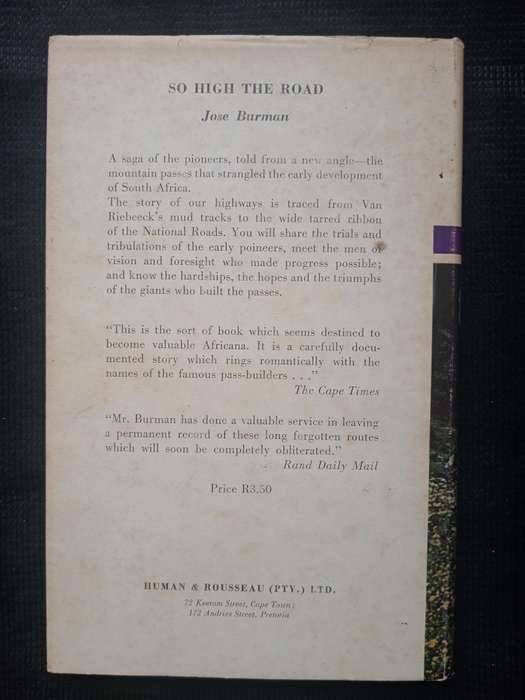 SO HIGH THE ROAD
Jose Burman
A saga of the pioneers, told from a new angle—the
mountain passes that strangled the early development
of South Africa.
The story of our highways is traced from Van
Riebeeck's mud tracks to the wide tarred ribbon
of the National Roads. You will share the trials and
tribulations of the early poineers, meet the men of
vision and foresight who made progress possible;
and know the hardships, the hopes and the triumphs
of the giants who built the passes.
"This is the sort of book which seems destined to
become valuable Africana. It is a carefully docu-
mented story which rings romantically with the
names of the famous pass-builders . . ."
The Cape Times
"Mr. Burman has done a valuable service in leaving
a permanent record of these long forgotten routes
which will soon be completely obliterated."
Rand Daily Mail
Price R3.50
HUMAN & ROUSSEAU (PTY.) LTD.
72 Keerom Street, Cape Town;
172 Andries Street, Pretoria